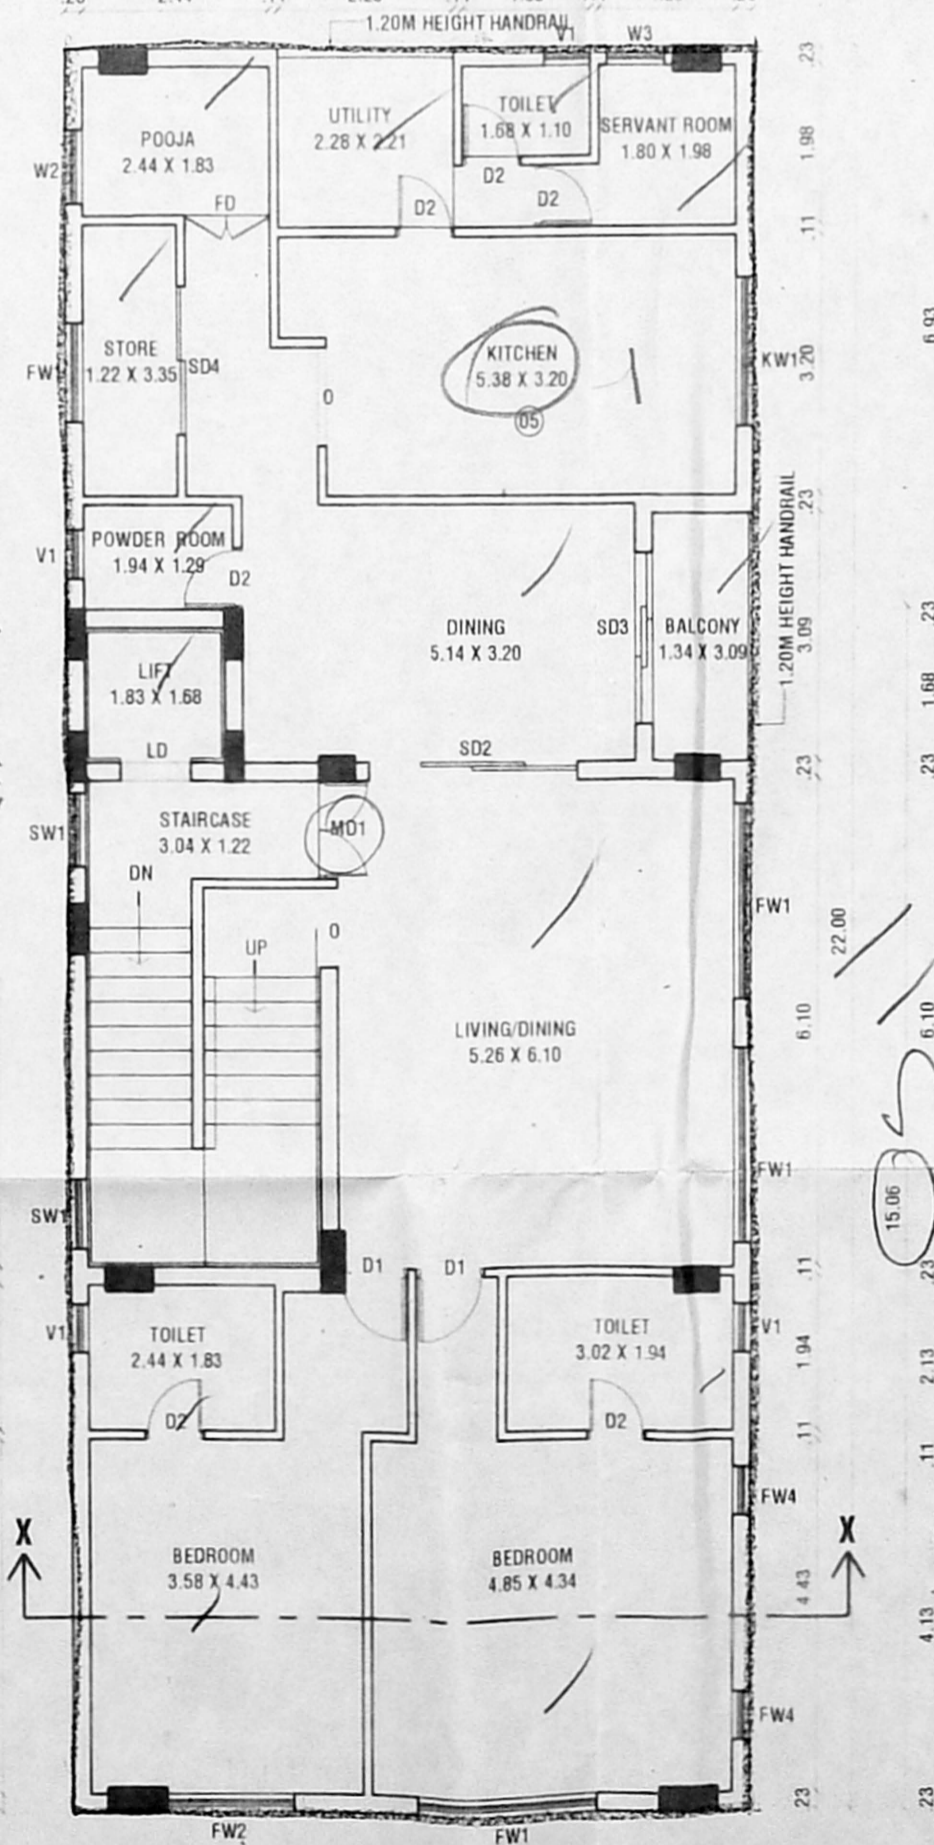 1.20M HEIGHT HANDRAIL
V1
W3
.23
POOJA
2.44 X 1.83
UTILITY
2.28 X 2.21
TOILET
1.68 X 1.10
SERVANT ROOM
1.80 X 1.98
1.98
W2
FD
D2
D2
D2
.11
STORE
1.22 X 3.35
SD4
FW1
O
KITCHEN
5.38 X 3.20
05
KW1
3.20
6.93
.23
POWDER ROOM
1.94 X 1.29
V1
D2
DINING
5.14 X 3.20
SD3
BALCONY
1.34 X 3.09
1.20M HEIGHT HANDRAIL
3.09
.23
LIFT
1.83 X 1.68
1.68
LD
SD2
.23
.23
SW1
STAIRCASE
3.04 X 1.22
MD1
DN
UP
O
FW1
22.00
LIVING/DINING
5.26 X 6.10
6.10
6.10
FW1
SW1
15.06
D1
D1
.11
.23
V1
TOILET
2.44 X 1.83
TOILET
3.02 X 1.94
V1
1.94
2.13
D2
D2
.11
.11
FW4
X
X
BEDROOM
3.58 X 4.43
BEDROOM
4.85 X 4.34
4.43
4.13
FW4
.23
.23
FW2
FW1